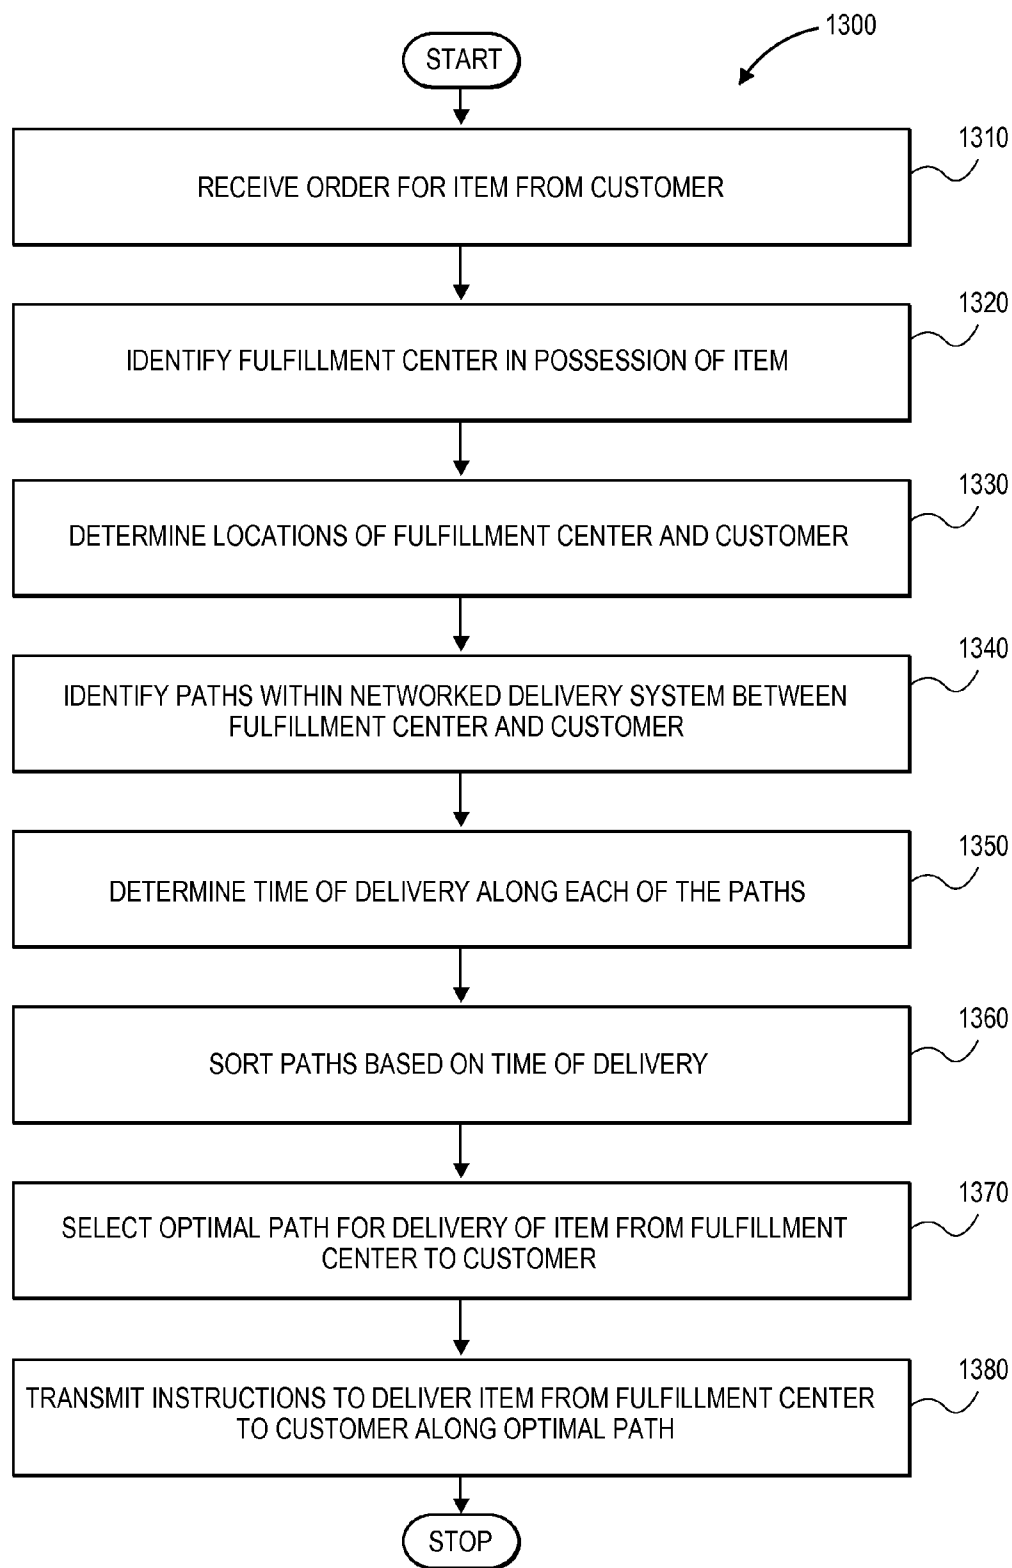 1300
START
1310
RECEIVE ORDER FOR ITEM FROM CUSTOMER
1320
IDENTIFY FULFILLMENT CENTER IN POSSESSION OF ITEM
1330
DETERMINE LOCATIONS OF FULFILLMENT CENTER AND CUSTOMER
1340
IDENTIFY PATHS WITHIN NETWORKED DELIVERY SYSTEM BETWEEN
FULFILLMENT CENTER AND CUSTOMER
1350
DETERMINE TIME OF DELIVERY ALONG EACH OF THE PATHS
1360
SORT PATHS BASED ON TIME OF DELIVERY
1370
SELECT OPTIMAL PATH FOR DELIVERY OF ITEM FROM FULFILLMENT
CENTER TO CUSTOMER
1380
TRANSMIT INSTRUCTIONS TO DELIVER ITEM FROM FULFILLMENT CENTER
TO CUSTOMER ALONG OPTIMAL PATH
STOP